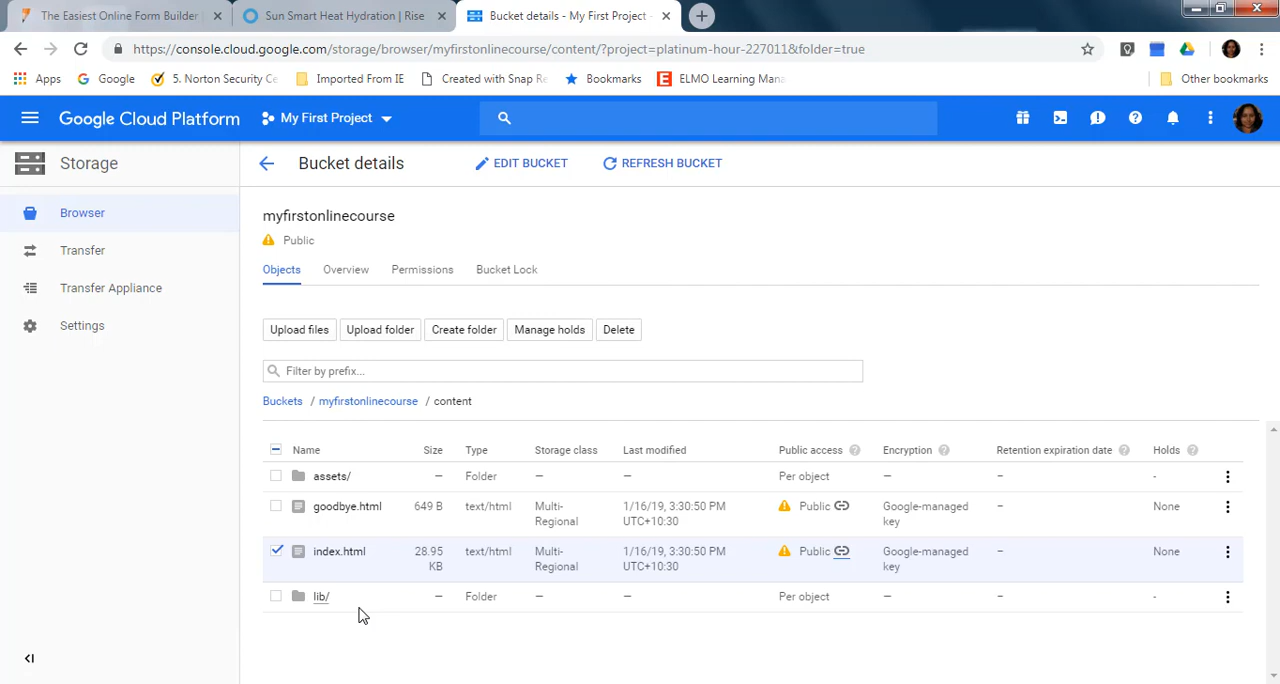 The Easiest Online Form Builder
Sun Smart Heat Hydration | Rise
Bucket details - My First Project -
https://console.cloud.google.com/storage/browser/myfirstonlinecourse/content/?project=platinum-hour-227011&folder=true
Apps
Google
5. Norton Security Ce
Imported From IE
Created with Snap Re
Bookmarks
ELMO Learning Mana
Other bookmarks
Google Cloud Platform
My First Project
Storage
Bucket details
EDIT BUCKET
REFRESH BUCKET
Browser
Transfer
Transfer Appliance
Settings
myfirstonlinecourse
Public
Objects Overview Permissions Bucket Lock
Upload files Upload folder Create folder Manage holds Delete
Filter by prefix...
Buckets / myfirstonlinecourse / content
Name Size Type Storage class Last modified Public access Encryption Retention expiration date Holds
assets/ — Folder — — Per object — — -
goodbye.html 649 B text/html Multi- 1/16/19, 3:30:50 PM Public Google-managed – None
Regional UTC+10:30 key
index.html 28.95 text/html Multi- 1/16/19, 3:30:50 PM Public Google-managed – None
KB Regional UTC+10:30 key
lib/ — Folder — — Per object — — -